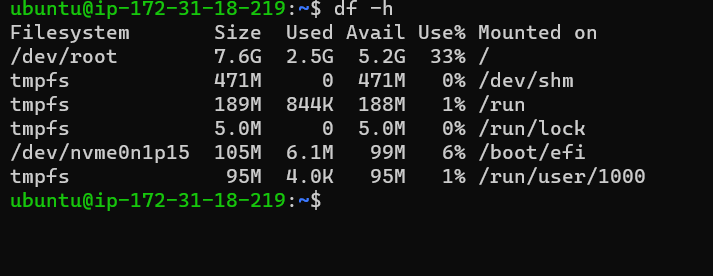 ubuntu@ip-172-31-18-219:~$ df -h
Filesystem       Size  Used Avail Use% Mounted on
/dev/root        7.6G  2.5G  5.2G  33% /
tmpfs            471M     0  471M   0% /dev/shm
tmpfs            189M  844K  188M   1% /run
tmpfs            5.0M     0  5.0M   0% /run/lock
/dev/nvme0n1p15  105M  6.1M   99M   6% /boot/efi
tmpfs             95M  4.0K   95M   1% /run/user/1000
ubuntu@ip-172-31-18-219:~$